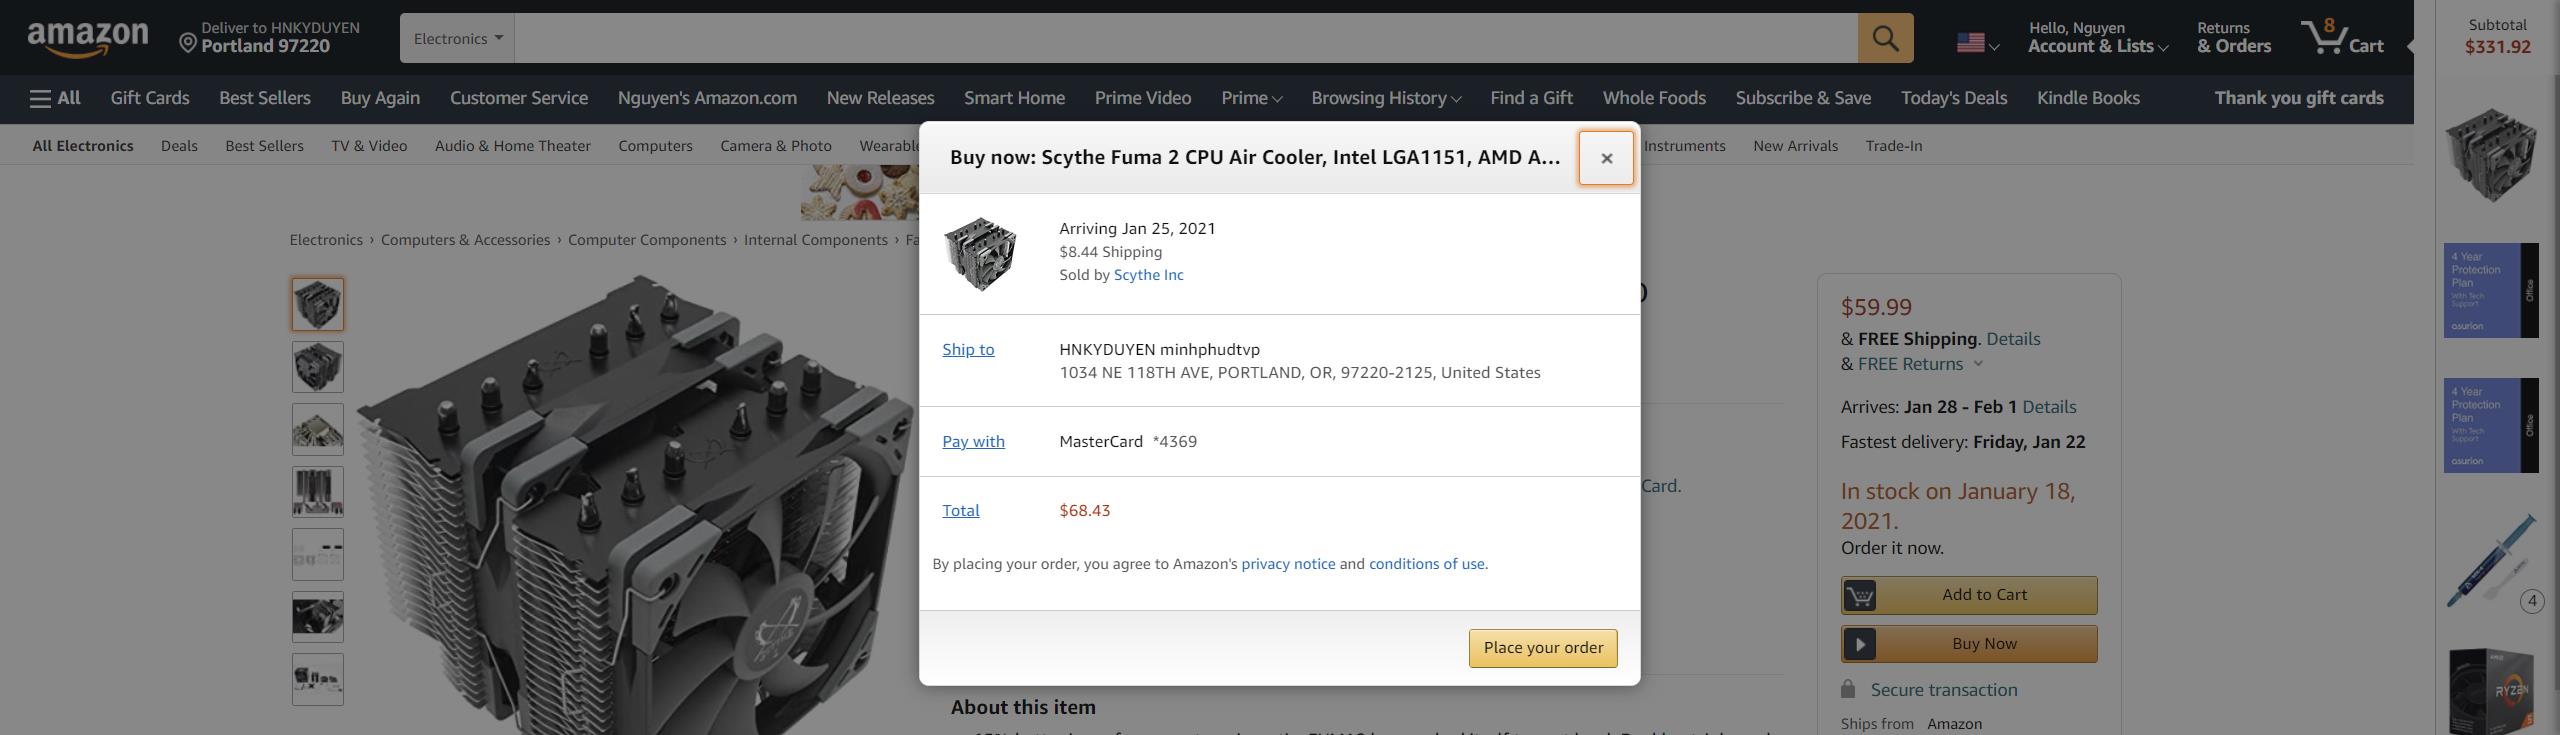 amazon
Deliver to HNKYDUYEN
Portland 97220
Electronics
Hello, Nguyen
Account & Lists
Returns
& Orders
8
Cart
Subtotal
$331.92
All
Gift Cards
Best Sellers
Buy Again
Customer Service
Nguyen's Amazon.com
New Releases
Smart Home
Prime Video
Prime
Browsing History
Find a Gift
Whole Foods
Subscribe & Save
Today's Deals
Kindle Books
Thank you gift cards
All Electronics
Deals
Best Sellers
TV & Video
Audio & Home Theater
Computers
Camera & Photo
Wearable
Instruments
New Arrivals
Trade-In
Buy now: Scythe Fuma 2 CPU Air Cooler, Intel LGA1151, AMD A...
×
Arriving Jan 25, 2021
$8.44 Shipping
Sold by Scythe Inc
Ship to
HNKYDUYEN minhphudtvp
1034 NE 118TH AVE, PORTLAND, OR, 97220-2125, United States
Pay with
MasterCard *4369
Total
$68.43
By placing your order, you agree to Amazon's privacy notice and conditions of use.
Place your order
Electronics › Computers & Accessories › Computer Components › Internal Components › Fa
Card.
About this item
$59.99
& FREE Shipping. Details
& FREE Returns
Arrives: Jan 28 - Feb 1 Details
Fastest delivery: Friday, Jan 22
In stock on January 18,
2021.
Order it now.
Add to Cart
Buy Now
Secure transaction
Ships from Amazon
4 Year
Protection
Plan
With Tech
Support
asurion
Office
4 Year
Protection
Plan
With Tech
Support
asurion
Office
4
RYZEN
5